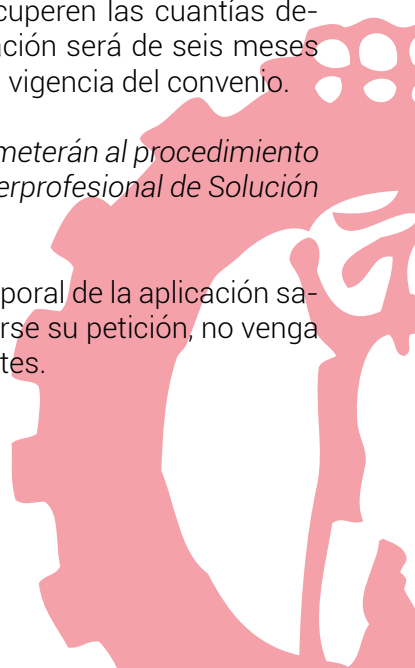 cuperen las cuantías de-
ación será de seis meses
vigencia del convenio.
meterán al procedimiento
erprofesional de Solución
poral de la aplicación sa-
rse su petición, no venga
tes.